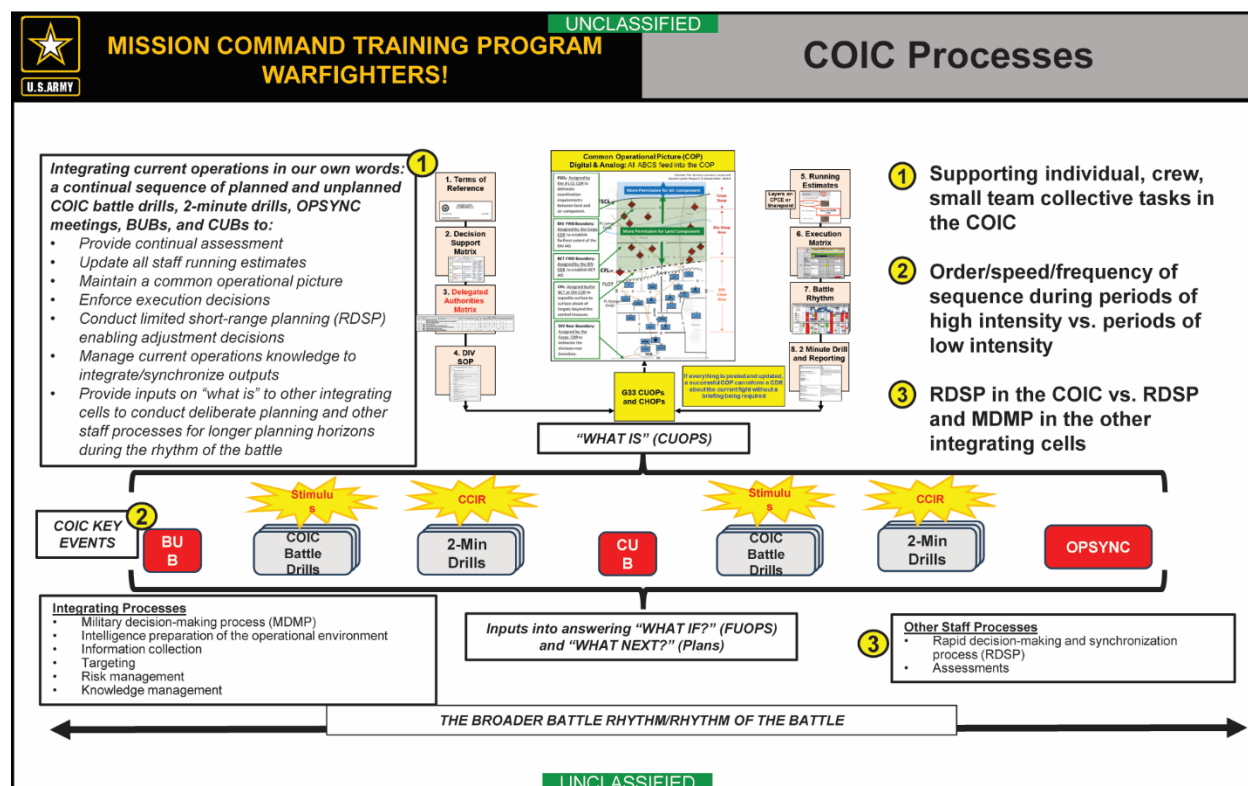 UNCLASSIFIED
U.S.ARMY
MISSION COMMAND TRAINING PROGRAM
WARFIGHTERS!
COIC Processes
Integrating current operations in our own words:
a continual sequence of planned and unplanned
COIC battle drills, 2-minute drills, OPSYNC
meetings, BUBs, and CUBs to:
• Provide continual assessment
• Update all staff running estimates
• Maintain a common operational picture
• Enforce execution decisions
• Conduct limited short-range planning (RDSP)
enabling adjustment decisions
• Manage current operations knowledge to
integrate/synchronize outputs
• Provide inputs on “what is” to other integrating
cells to conduct deliberate planning and other
staff processes for longer planning horizons
during the rhythm of the battle
1
1. Terms of
Reference
2. Decision
Support
Matrix
3. Delegated
Authorities
Matrix
4. DIV
SOP
Common Operational Picture (COP)
Digital & Analog: All ABCS feed into the COP
More Permissive for Air Component
More Permissive for Land Component
G33 CUOPs
and CHOPs
If everything is posted and updated,
a successful COP can inform e CDR
about the current fight without a
briefing being required
5. Running
Estimates
Layers on
CPCE or
Sharepoint
6. Execution
Matrix
7. Battle
Rhythm
8. 2 Minute Drill
and Reporting
1 Supporting individual, crew,
small team collective tasks in
the COIC
2 Order/speed/frequency of
sequence during periods of
high intensity vs. periods of
low intensity
3 RDSP in the COIC vs. RDSP
and MDMP in the other
integrating cells
“WHAT IS” (CUOPS)
COIC KEY
EVENTS
2
BU
B
Stimulu
s
COIC
Battle
Drills
CCIR
2-Min
Drills
CU
B
Stimulu
s
COIC
Battle
Drills
CCIR
2-Min
Drills
OPSYNC
Integrating Processes
• Military decision-making process (MDMP)
• Intelligence preparation of the operational environment
• Information collection
• Targeting
• Risk management
• Knowledge management
Inputs into answering “WHAT IF?” (FUOPS)
and “WHAT NEXT?” (Plans)
3
Other Staff Processes
• Rapid decision-making and synchronization
process (RDSP)
• Assessments
THE BROADER BATTLE RHYTHM/RHYTHM OF THE BATTLE
UNCLASSIFIED